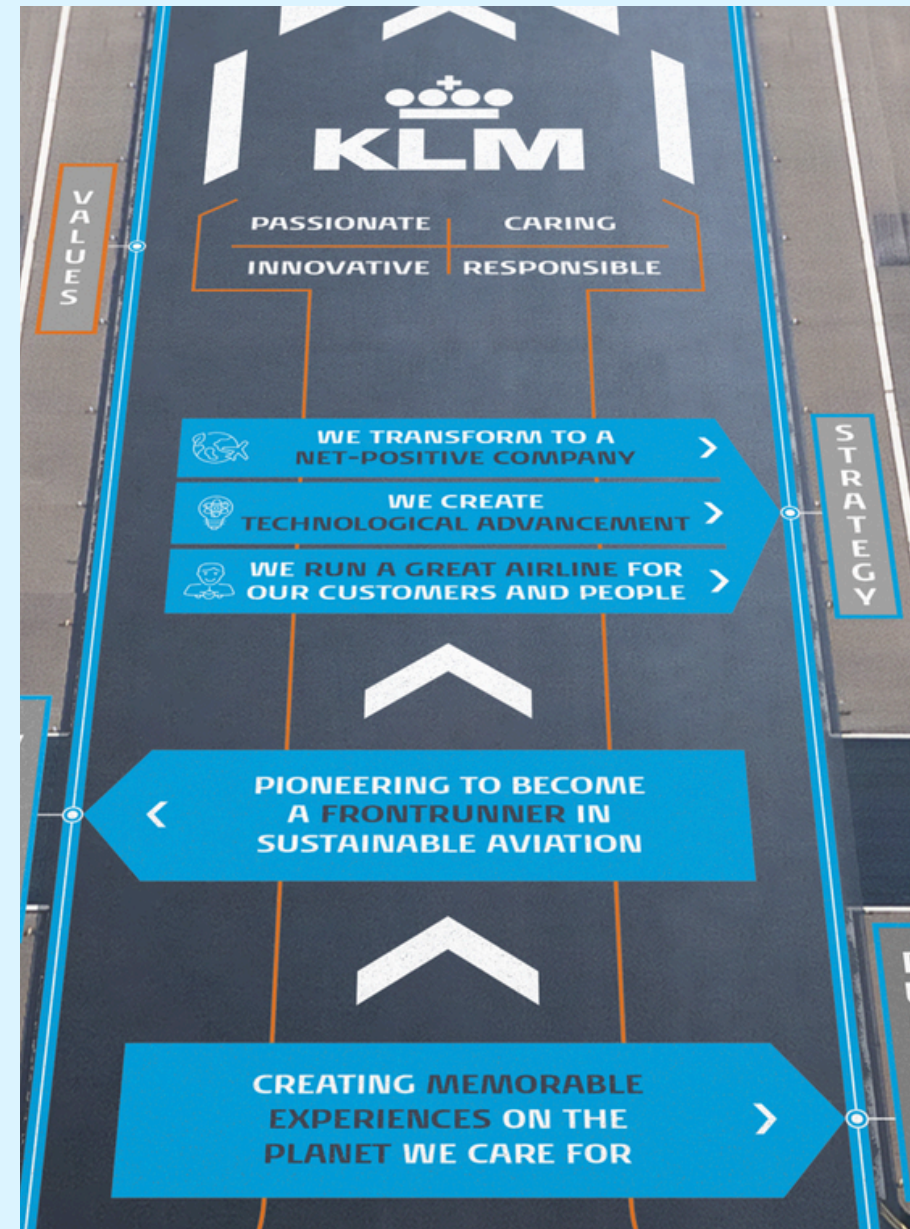 KLM
VALUES
PASSIONATE
CARING
INNOVATIVE
RESPONSIBLE
WE TRANSFORM TO A
NET-POSITIVE COMPANY
WE CREATE
TECHNOLOGICAL ADVANCEMENT
WE RUN A GREAT AIRLINE FOR
OUR CUSTOMERS AND PEOPLE
STRATEGY
PIONEERING TO BECOME
A FRONTRUNNER IN
SUSTAINABLE AVIATION
CREATING MEMORABLE
EXPERIENCES ON THE
PLANET WE CARE FOR